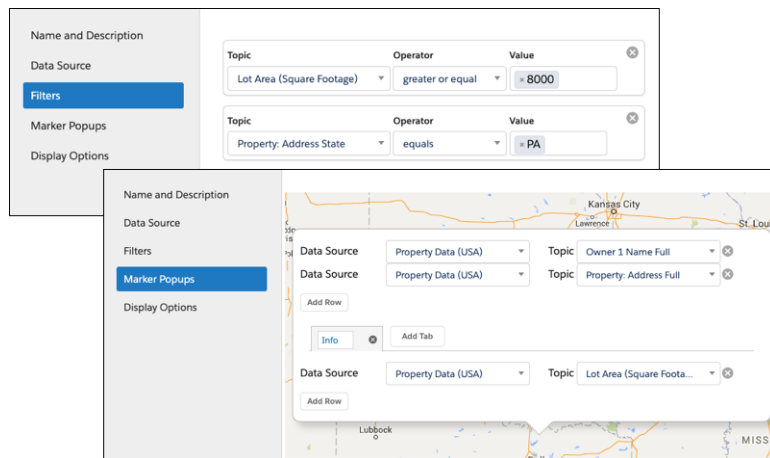 Name and Description
Data Source
Filters
Marker Popups
Display Options
Topic Operator Value
Lot Area (Square Footage) greater or equal × 8000
Topic Operator Value
Property: Address State equals × PA
Name and Description
Data Source
Filters
Marker Popups
Display Options
Kansas City
Lawrence
St. Lou
Data Source Property Data (USA) Topic Owner 1 Name Full
Data Source Property Data (USA) Topic Property: Address Full
Add Row
Info Add Tab
Data Source Property Data (USA) Topic Lot Area (Square Foota...
Add Row
Lubbock
MISS